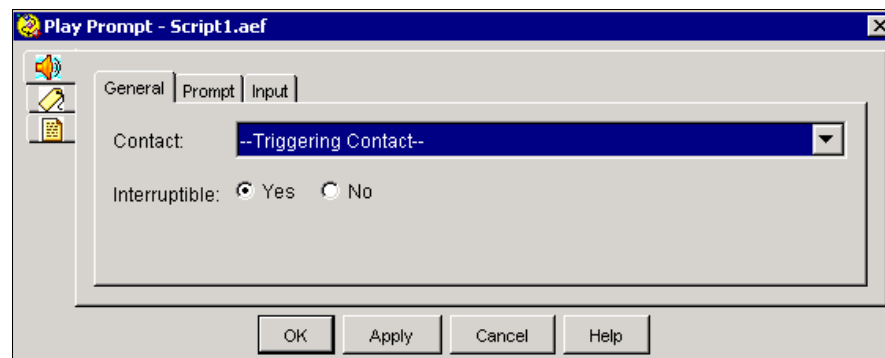 Play Prompt - Script1.aef
General Prompt Input
Contact: --Triggering Contact--
Interruptible: Yes No
OK Apply Cancel Help